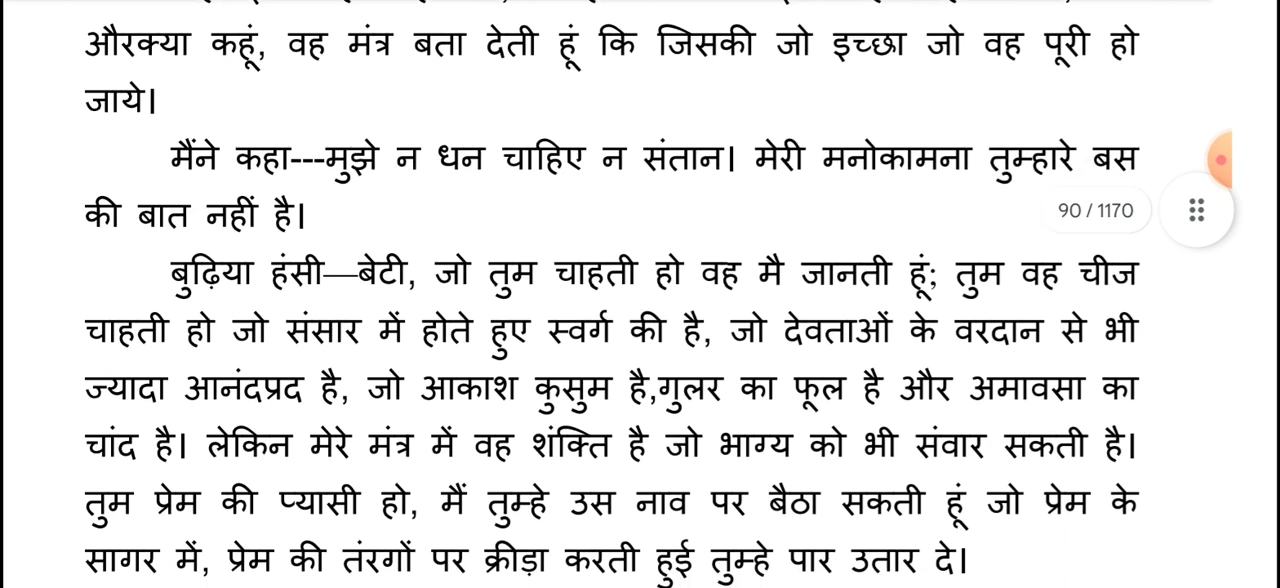 औरक्या कहूं, वह मंत्र बता देती हूं कि जिसकी जो इच्छा जो वह पूरी हो
जाये।
मैंने कहा---मुझे न धन चाहिए न संतान। मेरी मनोकामना तुम्हारे बस
की बात नहीं है।
90 / 1170
बुढ़िया हंसी—बेटी, जो तुम चाहती हो वह मै जानती हूं; तुम वह चीज
चाहती हो जो संसार में होते हुए स्वर्ग की है, जो देवताओं के वरदान से भी
ज्यादा आनंदप्रद है, जो आकाश कुसुम है,गुलर का फूल है और अमावसा का
चांद है। लेकिन मेरे मंत्र में वह शंक्ति है जो भाग्य को भी संवार सकती है।
तुम प्रेम की प्यासी हो, मैं तुम्हे उस नाव पर बैठा सकती हूं जो प्रेम के
सागर में, प्रेम की तंरगों पर क्रीड़ा करती हुई तुम्हे पार उतार दे।